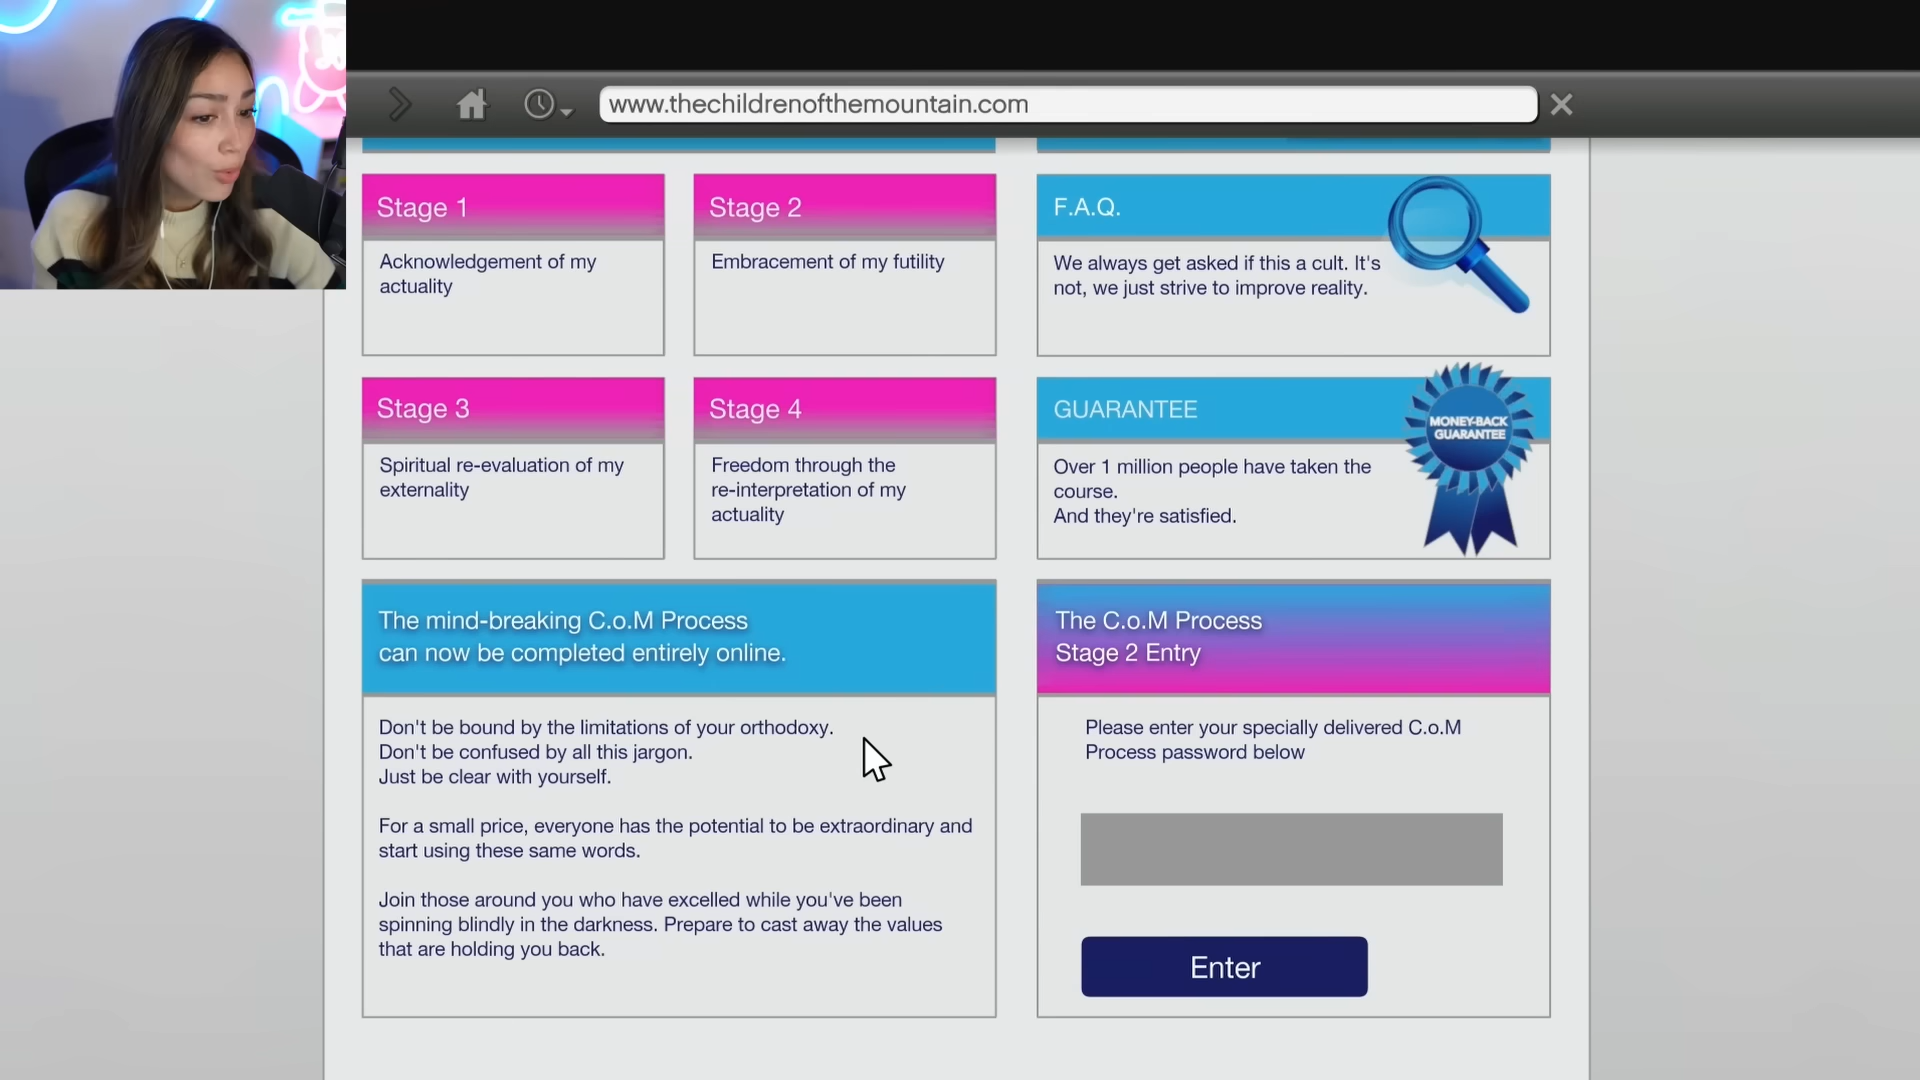 www.thechildrenofthemountain.com
Stage 1
Acknowledgement of my
actuality
Stage 2
Embracement of my futility
F.A.Q.
We always get asked if this a cult. It's
not, we just strive to improve reality.
Stage 3
Spiritual re-evaluation of my
externality
Stage 4
Freedom through the
re-interpretation of my
actuality
GUARANTEE
MONEY-BACK
GUARANTEE
Over 1 million people have taken the
course.
And they're satisfied.
The mind-breaking C.o.M Process
can now be completed entirely online.
Don't be bound by the limitations of your orthodoxy.
Don't be confused by all this jargon.
Just be clear with yourself.
For a small price, everyone has the potential to be extraordinary and
start using these same words.
Join those around you who have excelled while you've been
spinning blindly in the darkness. Prepare to cast away the values
that are holding you back.
The C.o.M Process
Stage 2 Entry
Please enter your specially delivered C.o.M
Process password below
Enter